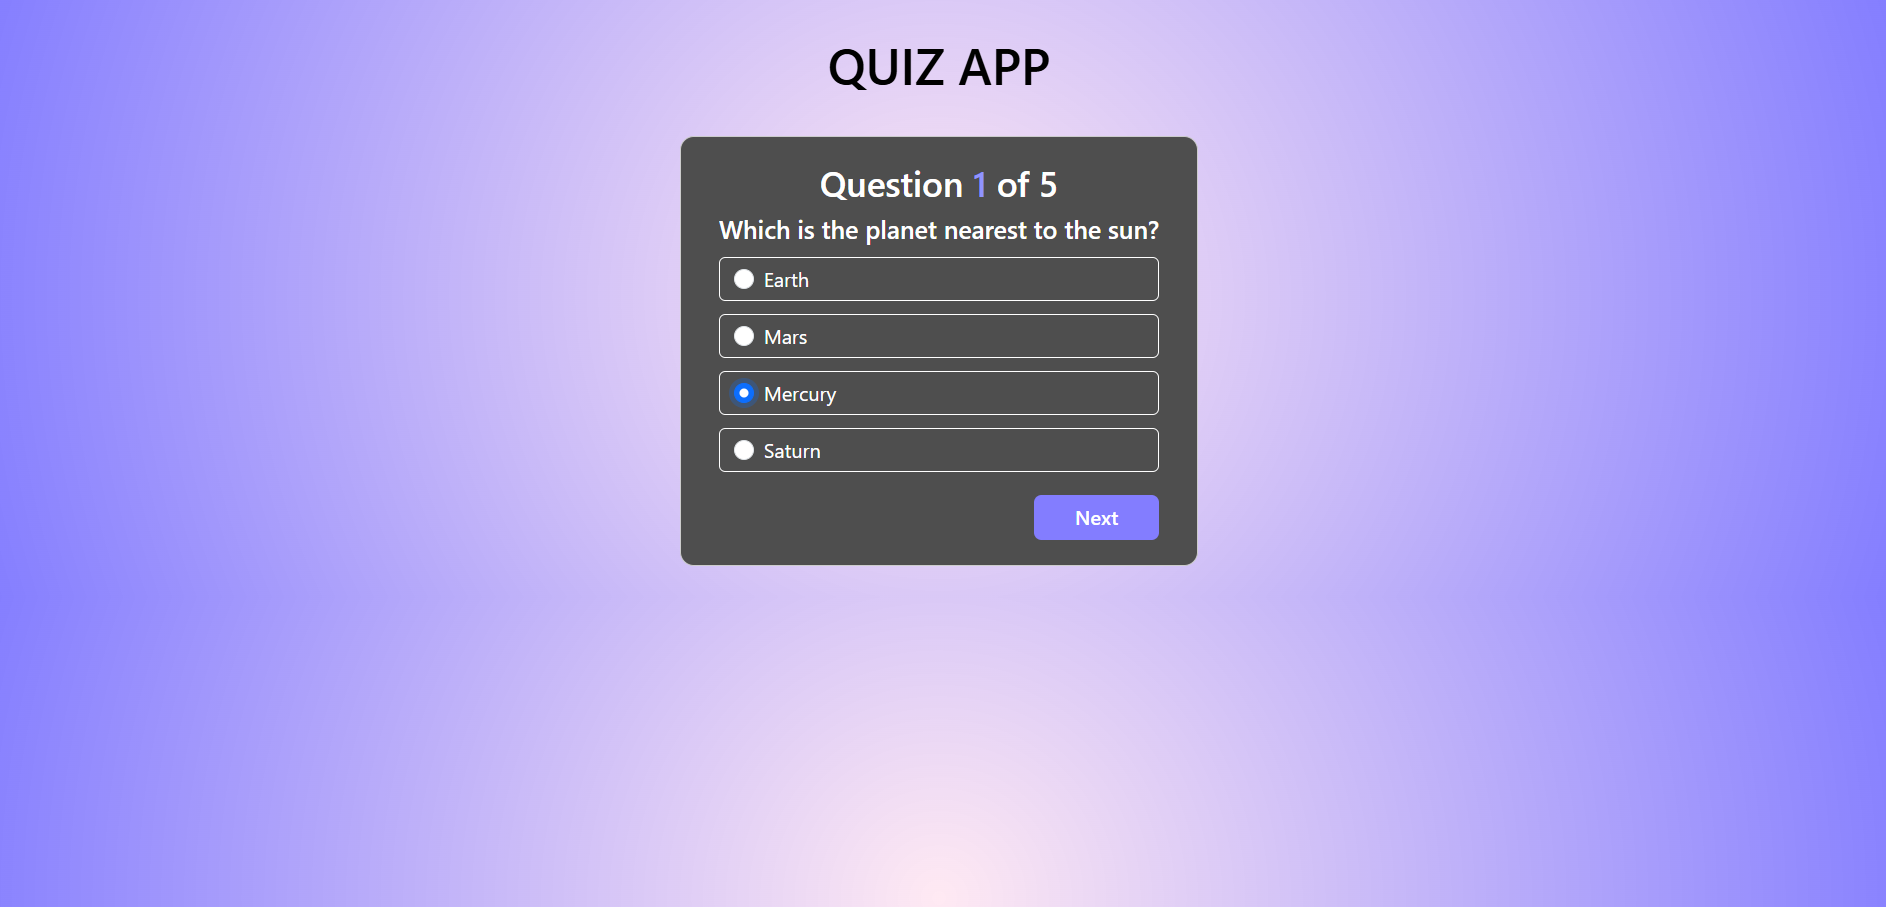 QUIZ APP
Question 1 of 5
Which is the planet nearest to the sun?
Earth
Mars
Mercury
Saturn
Next